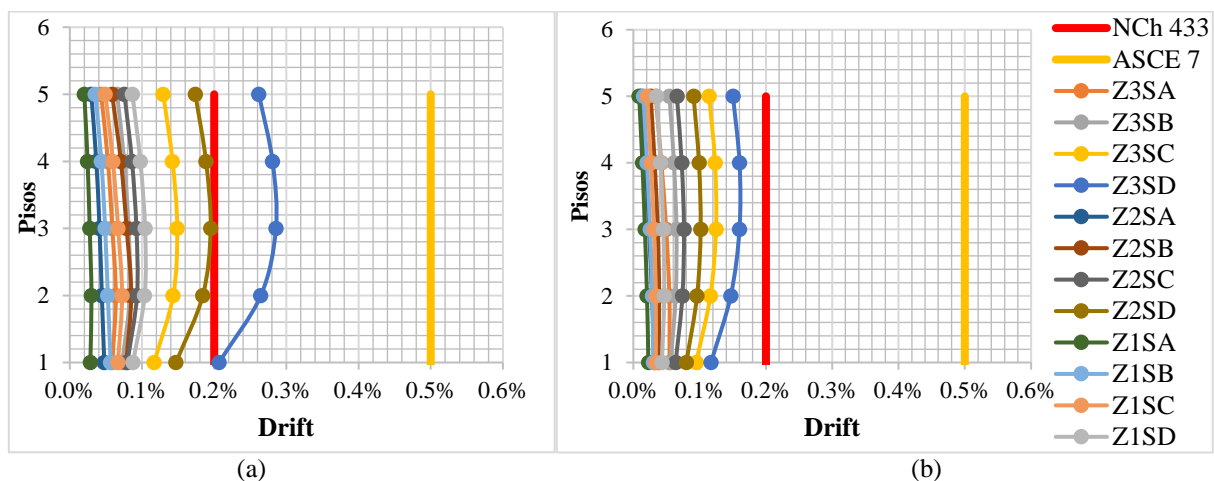 6
5
4
3
2
1
Pisos
0.0% 0.1% 0.2% 0.3% 0.4% 0.5% 0.6%
Drift
(a)
6
5
4
3
2
1
Pisos
0.0% 0.1% 0.2% 0.3% 0.4% 0.5% 0.6%
Drift
(b)
NCh 433
ASCE 7
Z3SA
Z3SB
Z3SC
Z3SD
Z2SA
Z2SB
Z2SC
Z2SD
Z1SA
Z1SB
Z1SC
Z1SD